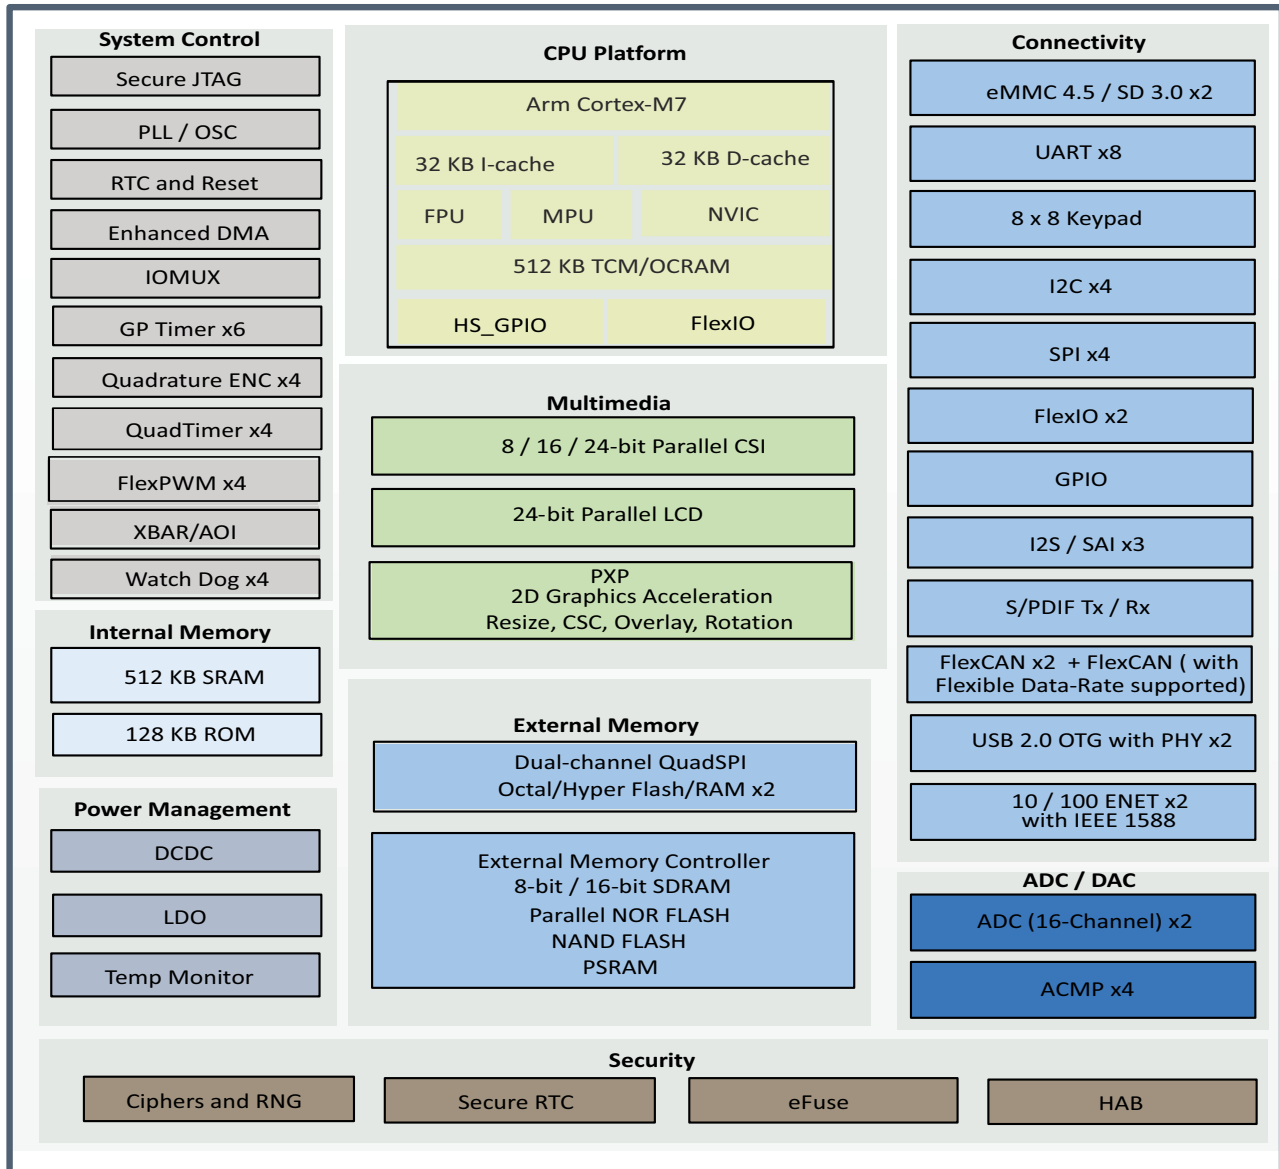 System Control
Secure JTAG
PLL / OSC
RTC and Reset
Enhanced DMA
IOMUX
GP Timer x6
Quadrature ENC x4
QuadTimer x4
FlexPWM x4
XBAR/AOI
Watch Dog x4
Internal Memory
512 KB SRAM
128 KB ROM
Power Management
DCDC
LDO
Temp Monitor
CPU Platform
Arm Cortex-M7
32 KB I-cache
32 KB D-cache
FPU
MPU
NVIC
512 KB TCM/OCRAM
HS_GPIO
FlexIO
Multimedia
8 / 16 / 24-bit Parallel CSI
24-bit Parallel LCD
PXP
2D Graphics Acceleration
Resize, CSC, Overlay, Rotation
External Memory
Dual-channel QuadSPI
Octal/Hyper Flash/RAM x2
External Memory Controller
8-bit / 16-bit SDRAM
Parallel NOR FLASH
NAND FLASH
PSRAM
Connectivity
eMMC 4.5 / SD 3.0 x2
UART x8
8 x 8 Keypad
I2C x4
SPI x4
FlexIO x2
GPIO
I2S / SAI x3
S/PDIF Tx / Rx
FlexCAN x2 + FlexCAN ( with
Flexible Data-Rate supported)
USB 2.0 OTG with PHY x2
10 / 100 ENET x2
with IEEE 1588
ADC / DAC
ADC (16-Channel) x2
ACMP x4
Security
Ciphers and RNG
Secure RTC
eFuse
HAB